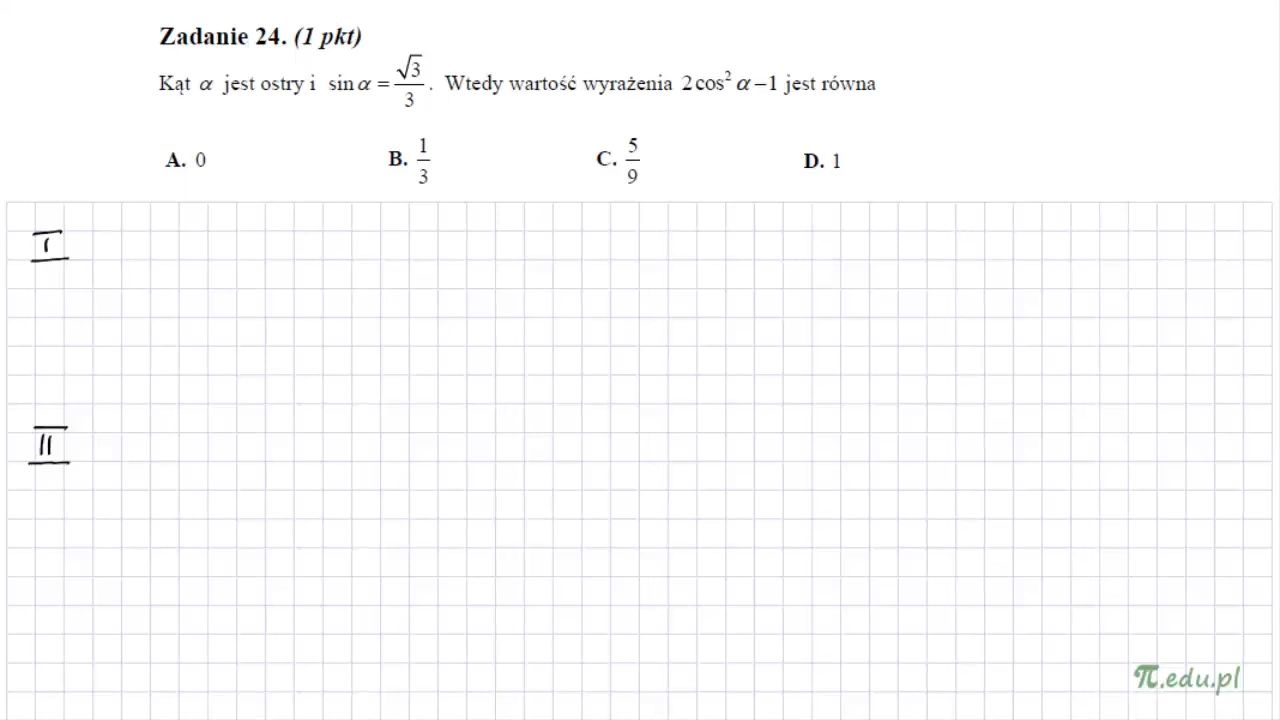 Zadanie 24. (1 pkt)
Kąt α jest ostry i sin α = √3/3. Wtedy wartość wyrażenia 2cos² α − 1 jest równa
A. 0 B. 1/3 C. 5/9 D. 1
I
II
π.edu.pl